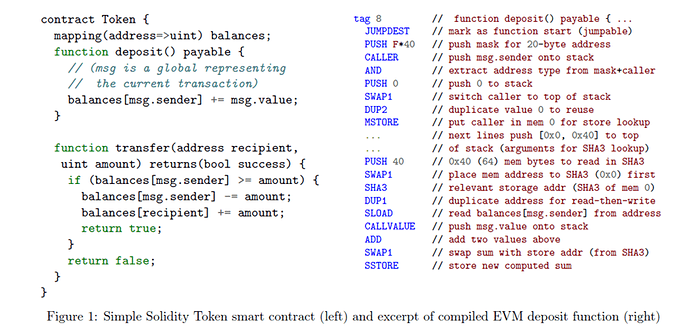 contract Token {
mapping(address=>uint) balances;
function deposit() payable {
// (msg is a global representing
// the current transaction)
balances[msg.sender] += msg.value;
}
function transfer(address recipient,
uint amount) returns(bool success) {
if (balances[msg.sender] >= amount) {
balances[msg.sender] -= amount;
balances[recipient] += amount;
return true;
}
return false;
}
}
tag 8 // function deposit() payable { ...
JUMPDEST // mark as function start (jumpable)
PUSH F*40 // push mask for 20-byte address
CALLER // push msg.sender onto stack
AND // extract address type from mask+caller
PUSH 0 // push 0 to stack
SWAP1 // switch caller to top of stack
DUP2 // duplicate value 0 to reuse
MSTORE // put caller in mem 0 for store lookup
... // next lines push [0x0, 0x40] to top
... // of stack (arguments for SHA3 lookup)
PUSH 40 // 0x40 (64) mem bytes to read in SHA3
SWAP1 // place mem address to SHA3 (0x0) first
SHA3 // relevant storage addr (SHA3 of mem 0)
DUP1 // duplicate address for read-then-write
SLOAD // read balances[msg.sender] from address
CALLVALUE // push msg.value onto stack
ADD // add two values above
SWAP1 // swap sum with store addr (from SHA3)
SSTORE // store new computed sum
Figure 1: Simple Solidity Token smart contract (left) and excerpt of compiled EVM deposit function (right)